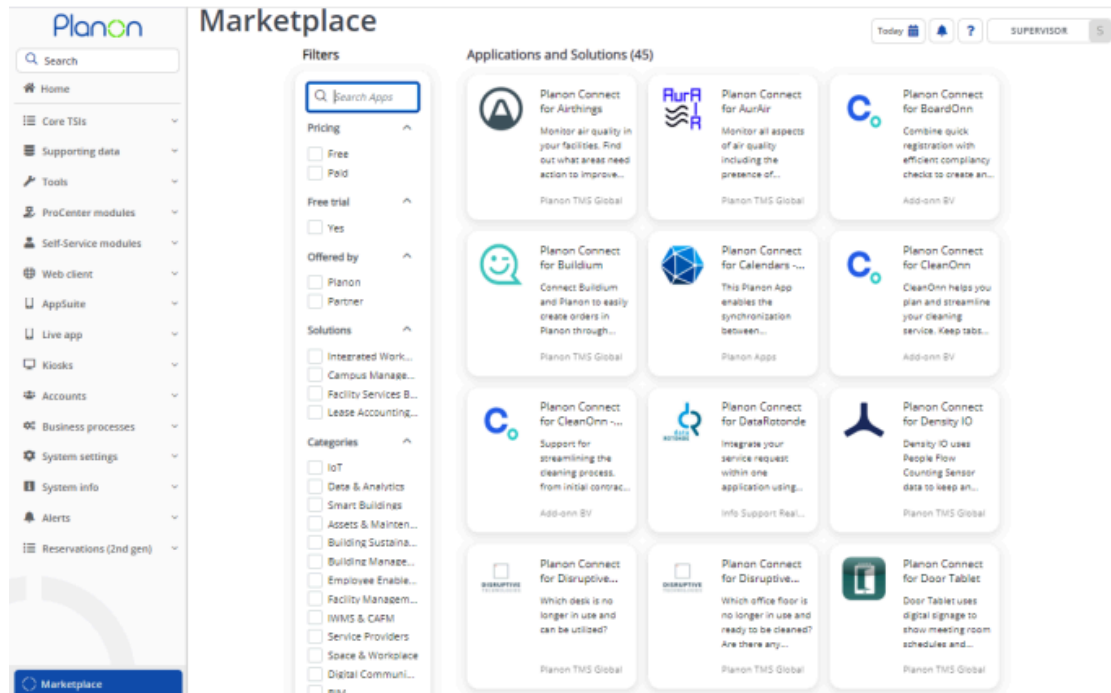 Planon
Search
Home
Core TSIs
Supporting data
Tools
ProCenter modules
Self-Service modules
Web client
AppSuite
Live app
Kiosks
Accounts
Business processes
System settings
System info
Alerts
Reservations (2nd gen)
Marketplace
Marketplace
Today
?
SUPERVISOR
S
Filters
Search Apps
Pricing
Free
Paid
Free trial
Yes
Offered by
Planon
Partner
Solutions
Integrated Work...
Campus Manage...
Facility Services B...
Lease Accounting...
Categories
IoT
Data & Analytics
Smart Buildings
Assets & Mainten...
Building Sustaina...
Building Manage...
Employee Enable...
Facility Managem...
IWMS & CAFM
Service Providers
Space & Workplace
Digital Communi...
BIM
Applications and Solutions (45)
Planon Connect
for Airthings
Monitor air quality in
your facilities. Find
out what areas need
action to improve...
Planon TMS Global
AurA
I
R
Planon Connect
for AurAir
Monitor all aspects
of air quality
including the
presence of...
Planon TMS Global
Co
Planon Connect
for BoardOnn
Combine quick
registration with
efficient compliancy
checks to create an...
Add-onn BV
Planon Connect
for Buildium
Connect Buildium
and Planon to easily
create orders in
Planon through...
Planon TMS Global
Planon Connect
for Calendars -...
This Planon App
enables the
synchronization
between...
Planon Apps
Co
Planon Connect
for CleanOnn
CleanOnn helps you
plan and streamline
your cleaning
service. Keep tabs...
Add-onn BV
Co
Planon Connect
for CleanOnn -...
Support for
streamlining the
cleaning process,
from initial contrac...
Add-onn BV
data
ROTONDE
Planon Connect
for DataRotonde
Integrate your
service request
within one
application using...
Info Support Real...
Planon Connect
for Density IO
Density IO uses
People Flow
Counting Sensor
data to keep an...
Planon TMS Global
DISRUPTIVE
TECHNOLOGIES
Planon Connect
for Disruptive...
Which desk is no
longer in use and
can be utilized?
Planon TMS Global
DISRUPTIVE
TECHNOLOGIES
Planon Connect
for Disruptive...
Which office floor is
no longer in use and
ready to be cleaned?
Are there any...
Planon TMS Global
Planon Connect
for Door Tablet
Door Tablet uses
digital signage to
show meeting room
schedules and...
Planon TMS Global